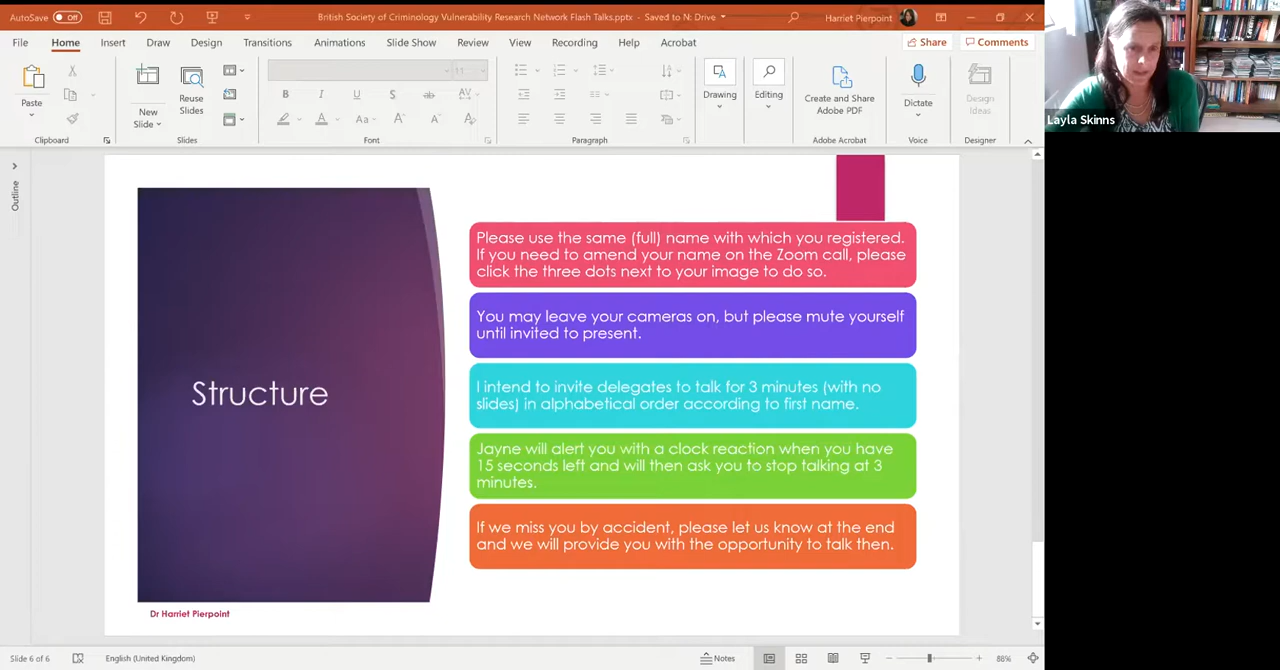 AutoSave Off
British Society of Criminology Vulnerability Research Network Flash Talks.pptx - Saved to N: Drive
Harriet Pierpoint
File Home Insert Draw Design Transitions Animations Slide Show Review View Recording Help Acrobat
Share Comments
Paste
New Slide
Reuse Slides
11
Drawing
Editing
Create and Share Adobe PDF
Dictate
Design Ideas
Clipboard Slides Font Paragraph Adobe Acrobat Voice Designer
Layla Skinns
Outline
Structure
Please use the same (full) name with which you registered.
If you need to amend your name on the Zoom call, please
click the three dots next to your image to do so.
You may leave your cameras on, but please mute yourself
until invited to present.
I intend to invite delegates to talk for 3 minutes (with no
slides) in alphabetical order according to first name.
Jayne will alert you with a clock reaction when you have
15 seconds left and will then ask you to stop talking at 3
minutes.
If we miss you by accident, please let us know at the end
and we will provide you with the opportunity to talk then.
Dr Harriet Pierpoint
Slide 6 of 6 English (United Kingdom) Notes 86%